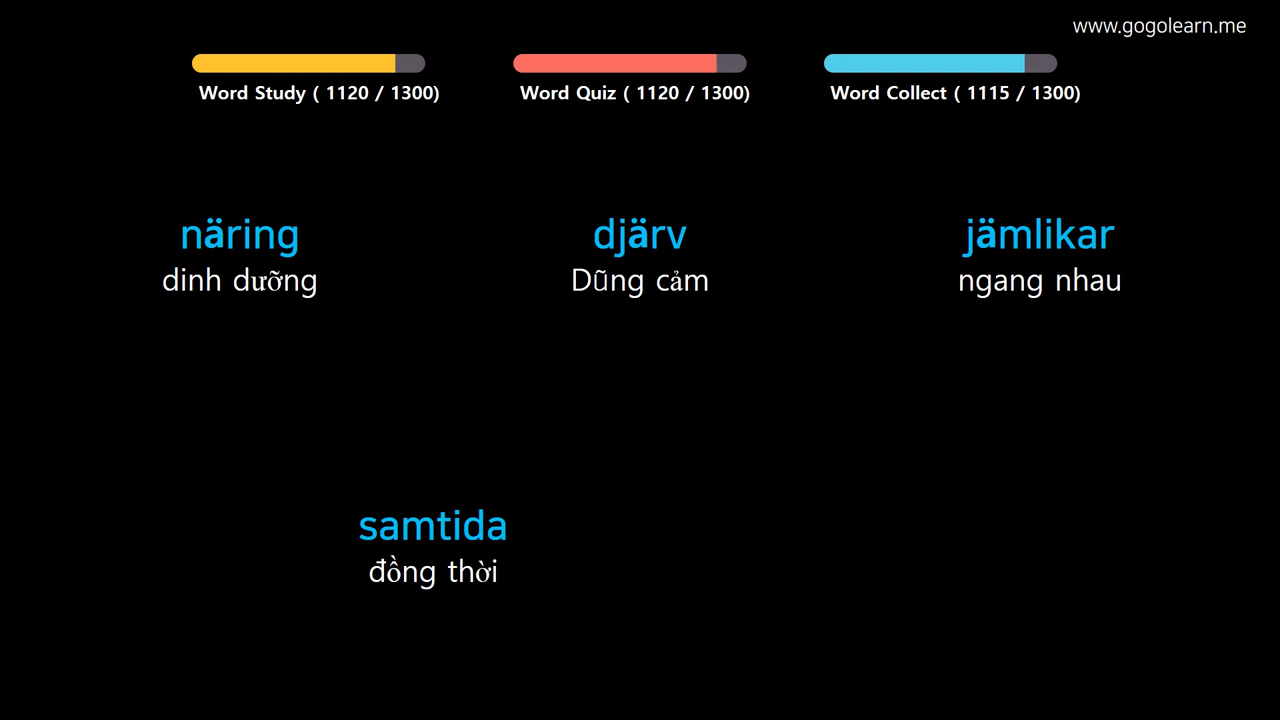 www.gogolearn.me
Word Study ( 1120 / 1300)
Word Quiz ( 1120 / 1300)
Word Collect ( 1115 / 1300)
näring
dinh dưỡng
djärv
Dũng cảm
jämlikar
ngang nhau
samtida
đồng thời